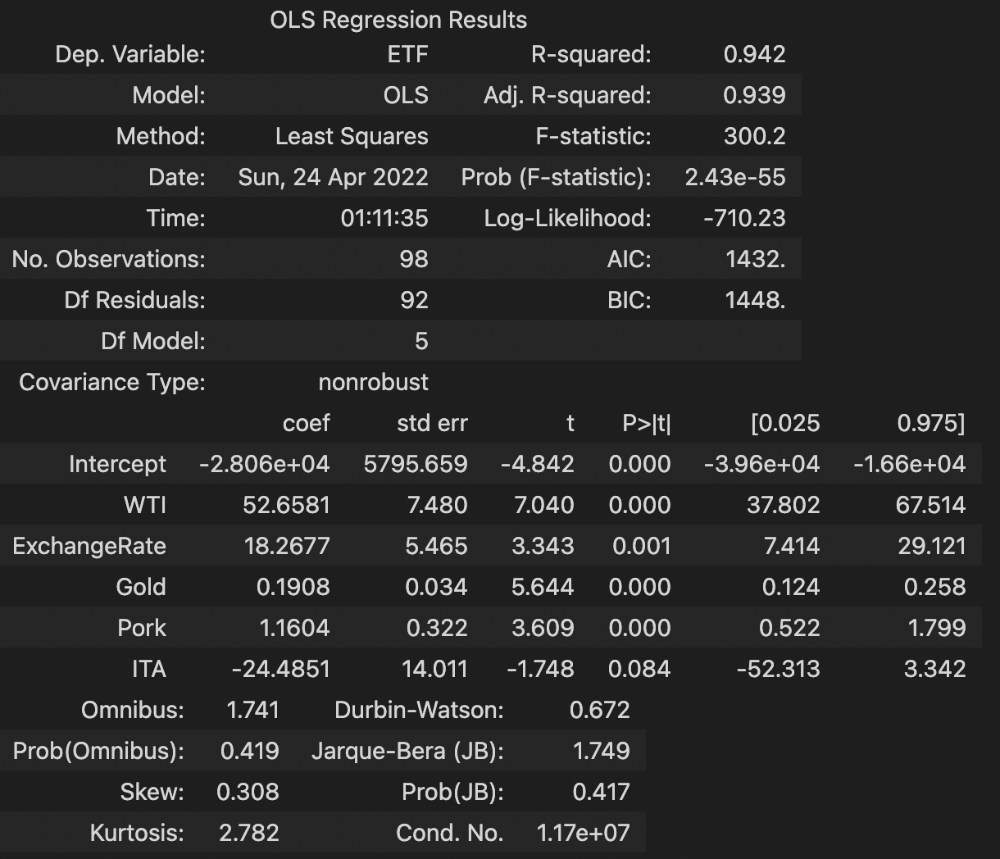 OLS Regression Results
Dep. Variable: ETF R-squared: 0.942
Model: OLS Adj. R-squared: 0.939
Method: Least Squares F-statistic: 300.2
Date: Sun, 24 Apr 2022 Prob (F-statistic): 2.43e-55
Time: 01:11:35 Log-Likelihood: -710.23
No. Observations: 98 AIC: 1432.
Df Residuals: 92 BIC: 1448.
Df Model: 5
Covariance Type: nonrobust
coef std err t P>|t| [0.025 0.975]
Intercept -2.806e+04 5795.659 -4.842 0.000 -3.96e+04 -1.66e+04
WTI 52.6581 7.480 7.040 0.000 37.802 67.514
ExchangeRate 18.2677 5.465 3.343 0.001 7.414 29.121
Gold 0.1908 0.034 5.644 0.000 0.124 0.258
Pork 1.1604 0.322 3.609 0.000 0.522 1.799
ITA -24.4851 14.011 -1.748 0.084 -52.313 3.342
Omnibus: 1.741 Durbin-Watson: 0.672
Prob(Omnibus): 0.419 Jarque-Bera (JB): 1.749
Skew: 0.308 Prob(JB): 0.417
Kurtosis: 2.782 Cond. No. 1.17e+07